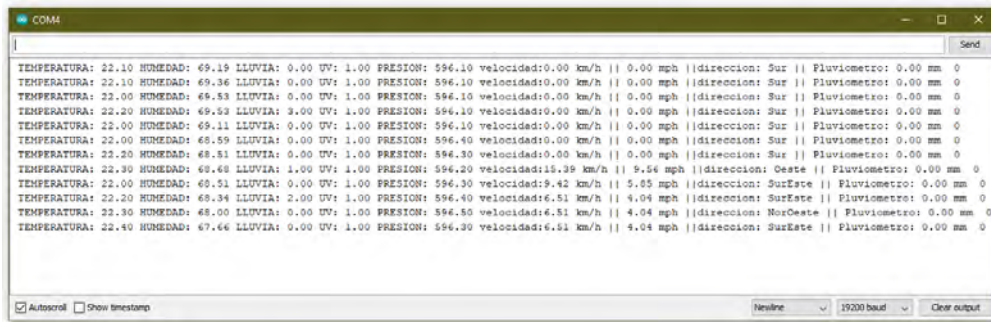 COM4
Send
TEMPERATURA: 22.10 HUMEDAD: 69.19 LLUVIA: 0.00 UV: 1.00 PRESION: 596.10 velocidad:0.00 km/h || 0.00 mph ||direccion: Sur || Pluviometro: 0.00 mm 0
TEMPERATURA: 22.10 HUMEDAD: 69.36 LLUVIA: 0.00 UV: 1.00 PRESION: 596.10 velocidad:0.00 km/h || 0.00 mph ||direccion: Sur || Pluviometro: 0.00 mm 0
TEMPERATURA: 22.00 HUMEDAD: 69.53 LLUVIA: 0.00 UV: 1.00 PRESION: 596.10 velocidad:0.00 km/h || 0.00 mph ||direccion: Sur || Pluviometro: 0.00 mm 0
TEMPERATURA: 22.20 HUMEDAD: 69.53 LLUVIA: 3.00 UV: 1.00 PRESION: 596.10 velocidad:0.00 km/h || 0.00 mph ||direccion: Sur || Pluviometro: 0.00 mm 0
TEMPERATURA: 22.00 HUMEDAD: 69.11 LLUVIA: 0.00 UV: 1.00 PRESION: 596.10 velocidad:0.00 km/h || 0.00 mph ||direccion: Sur || Pluviometro: 0.00 mm 0
TEMPERATURA: 22.00 HUMEDAD: 68.59 LLUVIA: 0.00 UV: 1.00 PRESION: 596.40 velocidad:0.00 km/h || 0.00 mph ||direccion: Sur || Pluviometro: 0.00 mm 0
TEMPERATURA: 22.20 HUMEDAD: 68.51 LLUVIA: 0.00 UV: 1.00 PRESION: 596.30 velocidad:0.00 km/h || 0.00 mph ||direccion: Sur || Pluviometro: 0.00 mm 0
TEMPERATURA: 22.30 HUMEDAD: 68.68 LLUVIA: 1.00 UV: 1.00 PRESION: 596.20 velocidad:15.39 km/h || 9.56 mph ||direccion: Oeste || Pluviometro: 0.00 mm 0
TEMPERATURA: 22.00 HUMEDAD: 68.51 LLUVIA: 0.00 UV: 1.00 PRESION: 596.30 velocidad:9.42 km/h || 5.85 mph ||direccion: SurEste || Pluviometro: 0.00 mm 0
TEMPERATURA: 22.20 HUMEDAD: 68.34 LLUVIA: 2.00 UV: 1.00 PRESION: 596.40 velocidad:6.51 km/h || 4.04 mph ||direccion: SurEste || Pluviometro: 0.00 mm 0
TEMPERATURA: 22.30 HUMEDAD: 68.00 LLUVIA: 0.00 UV: 1.00 PRESION: 596.50 velocidad:6.51 km/h || 4.04 mph ||direccion: NorOeste || Pluviometro: 0.00 mm 0
TEMPERATURA: 22.40 HUMEDAD: 67.66 LLUVIA: 0.00 UV: 1.00 PRESION: 596.30 velocidad:6.51 km/h || 4.04 mph ||direccion: SurEste || Pluviometro: 0.00 mm 0
Autoscroll Show timestamp Newline 19200 baud Clear output